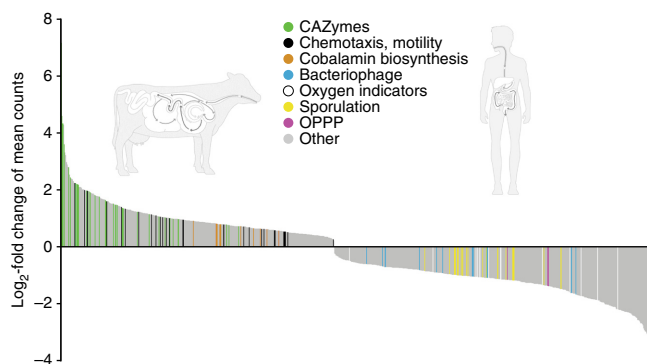 8
6
4
2
0
−2
−4
Log2-fold change of mean counts
CAZymes
Chemotaxis, motility
Cobalamin biosynthesis
Bacteriophage
Oxygen indicators
Sporulation
OPPP
Other